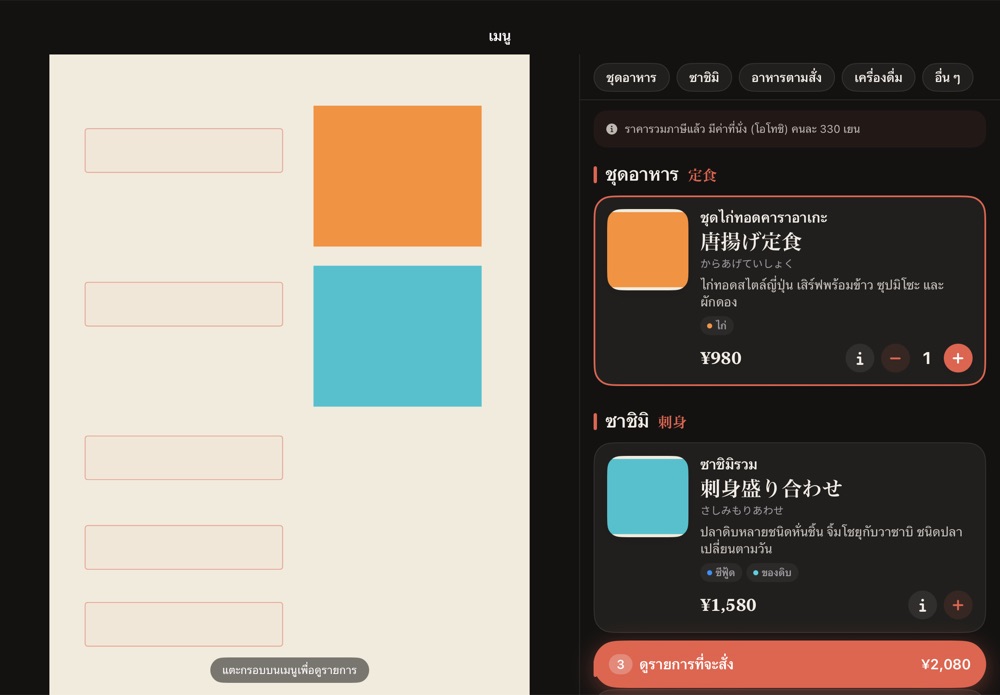 เมนู
ชุดอาหาร ซาชิมิ อาหารตามสั่ง เครื่องดื่ม อื่น ๆ
ราคารวมภาษีแล้ว มีค่าที่นั่ง (โอโทชิ) คนละ 330 เยน
ชุดอาหาร 定食
ชุดไก่ทอดคาราอาเกะ
唐揚げ定食
からあげていしょく
ไก่ทอดสไตล์ญี่ปุ่น เสิร์ฟพร้อมข้าว ซุปมิโซะ และ
ผักดอง
ไก่
¥980 i − 1 +
ซาชิมิ 刺身
ซาชิมิรวม
刺身盛り合わせ
さしみもりあわせ
ปลาดิบหลายชนิดหั่นชิ้น จิ้มโชยุกับวาซาบิ ชนิดปลา
เปลี่ยนตามวัน
ซีฟู้ด ของดิบ
¥1,580 i +
แตะกรอบบนเมนูเพื่อดูรายการ
3 ดูรายการที่จะสั่ง ¥2,080